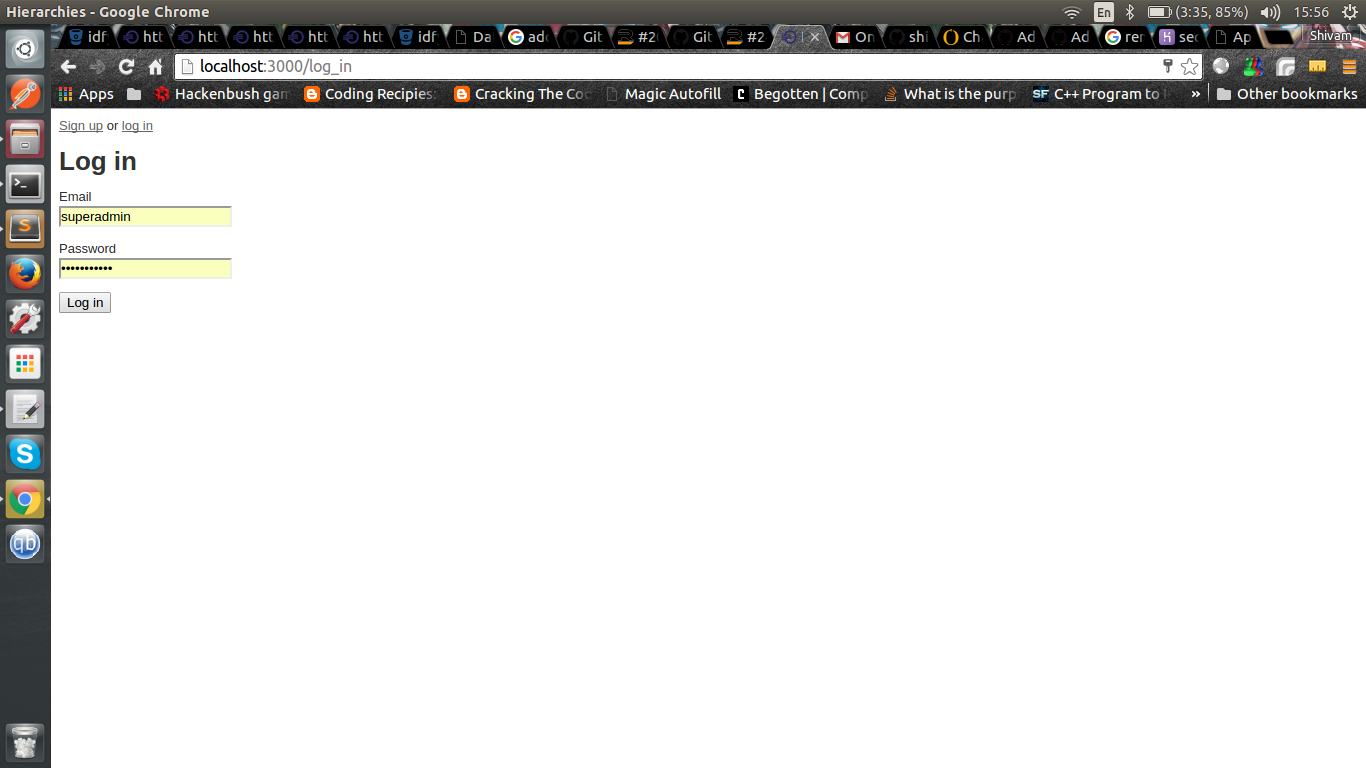 Hierarchies - Google Chrome
En (3:35, 85%) 15:56
idf htt htt htt htt htt idf Da ado Git #2 Git #2 On shi Ch Ad Ad rer sec Ap Shivam
localhost:3000/log_in
Apps Hackenbush gam Coding Recipies: Cracking The Co Magic Autofill Begotten | Comp What is the purp C++ Program to » Other bookmarks
Sign up or log in
Log in
Email
superadmin
Password
•••••••••••
Log in